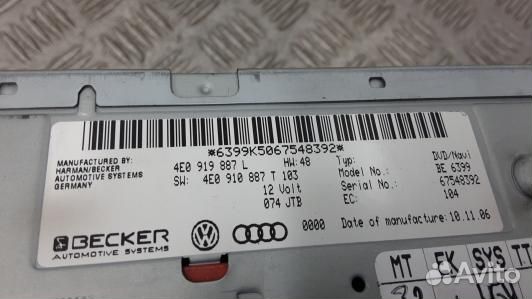 *6399K5067548392*
MANUFACTURED BY:
HARMAN/BECKER
AUTOMOTIVE SYSTEMS
GERMANY
4E0 919 887 L HW:48
SW: 4E0 910 887 T 103
12 Volt
074 JTB
Typ: DVD/Navi
Model No.: BE 6399
Serial No.: 67548392
EC: 104
0000 Date of manufacture: 10.11.06
BECKER
AUTOMOTIVE SYSTEMS
MT FK SYS TT
Avito